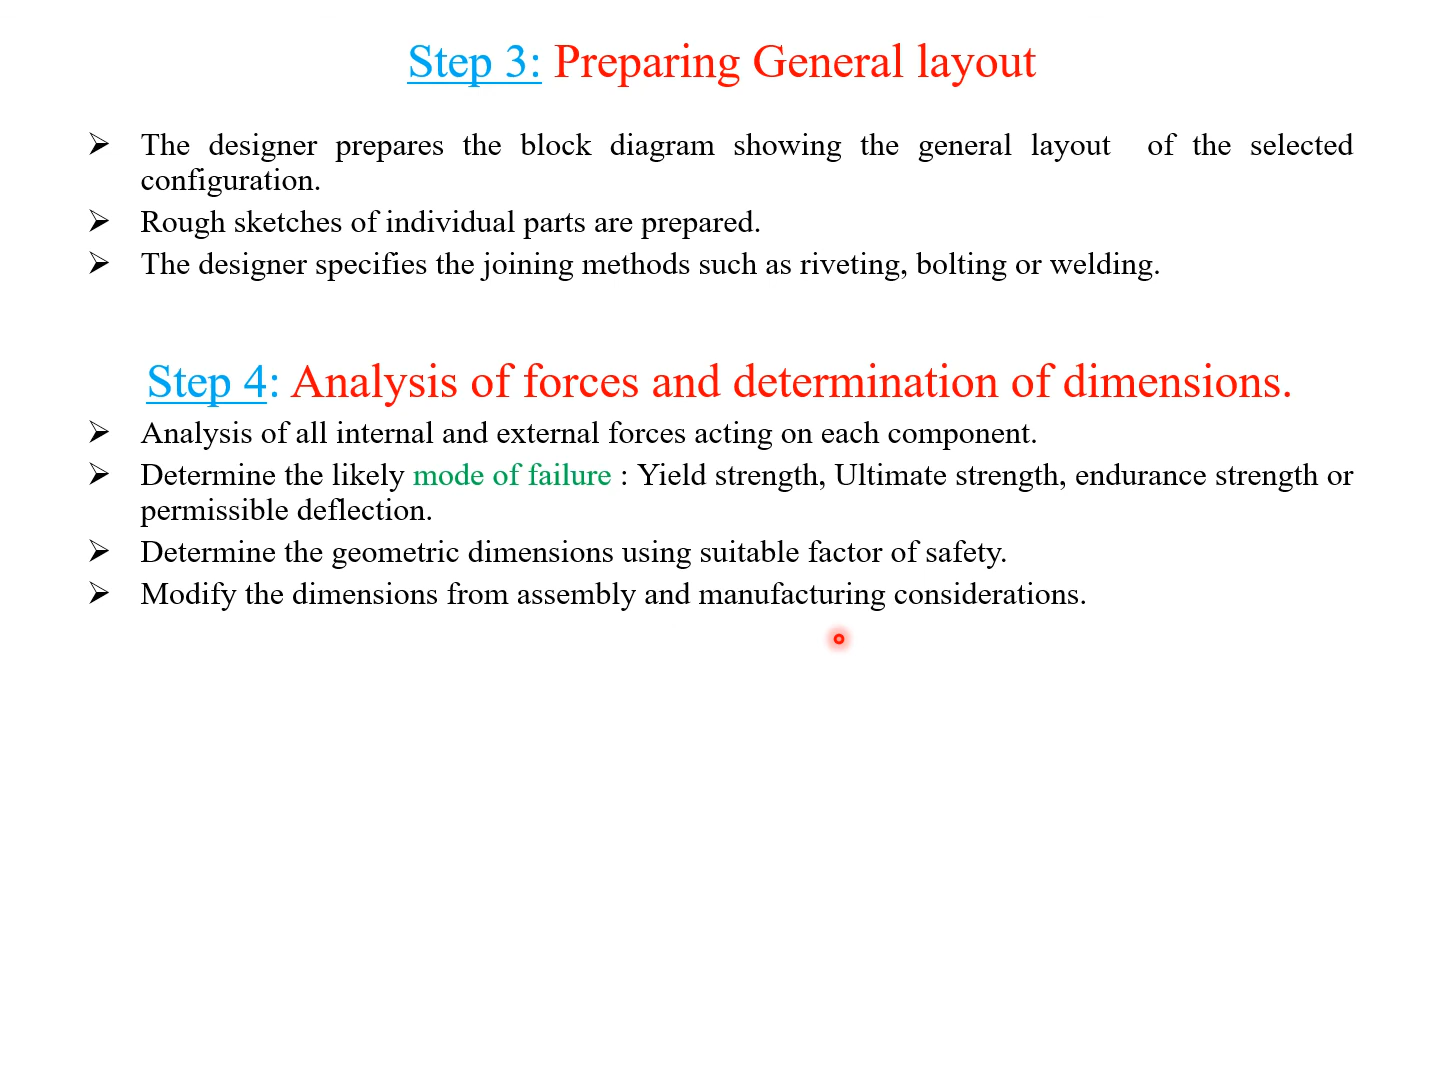 Step 3: Preparing General layout
➢ The designer prepares the block diagram showing the general layout of the selected
configuration.
➢ Rough sketches of individual parts are prepared.
➢ The designer specifies the joining methods such as riveting, bolting or welding.
Step 4: Analysis of forces and determination of dimensions.
➢ Analysis of all internal and external forces acting on each component.
➢ Determine the likely mode of failure : Yield strength, Ultimate strength, endurance strength or
permissible deflection.
➢ Determine the geometric dimensions using suitable factor of safety.
➢ Modify the dimensions from assembly and manufacturing considerations.